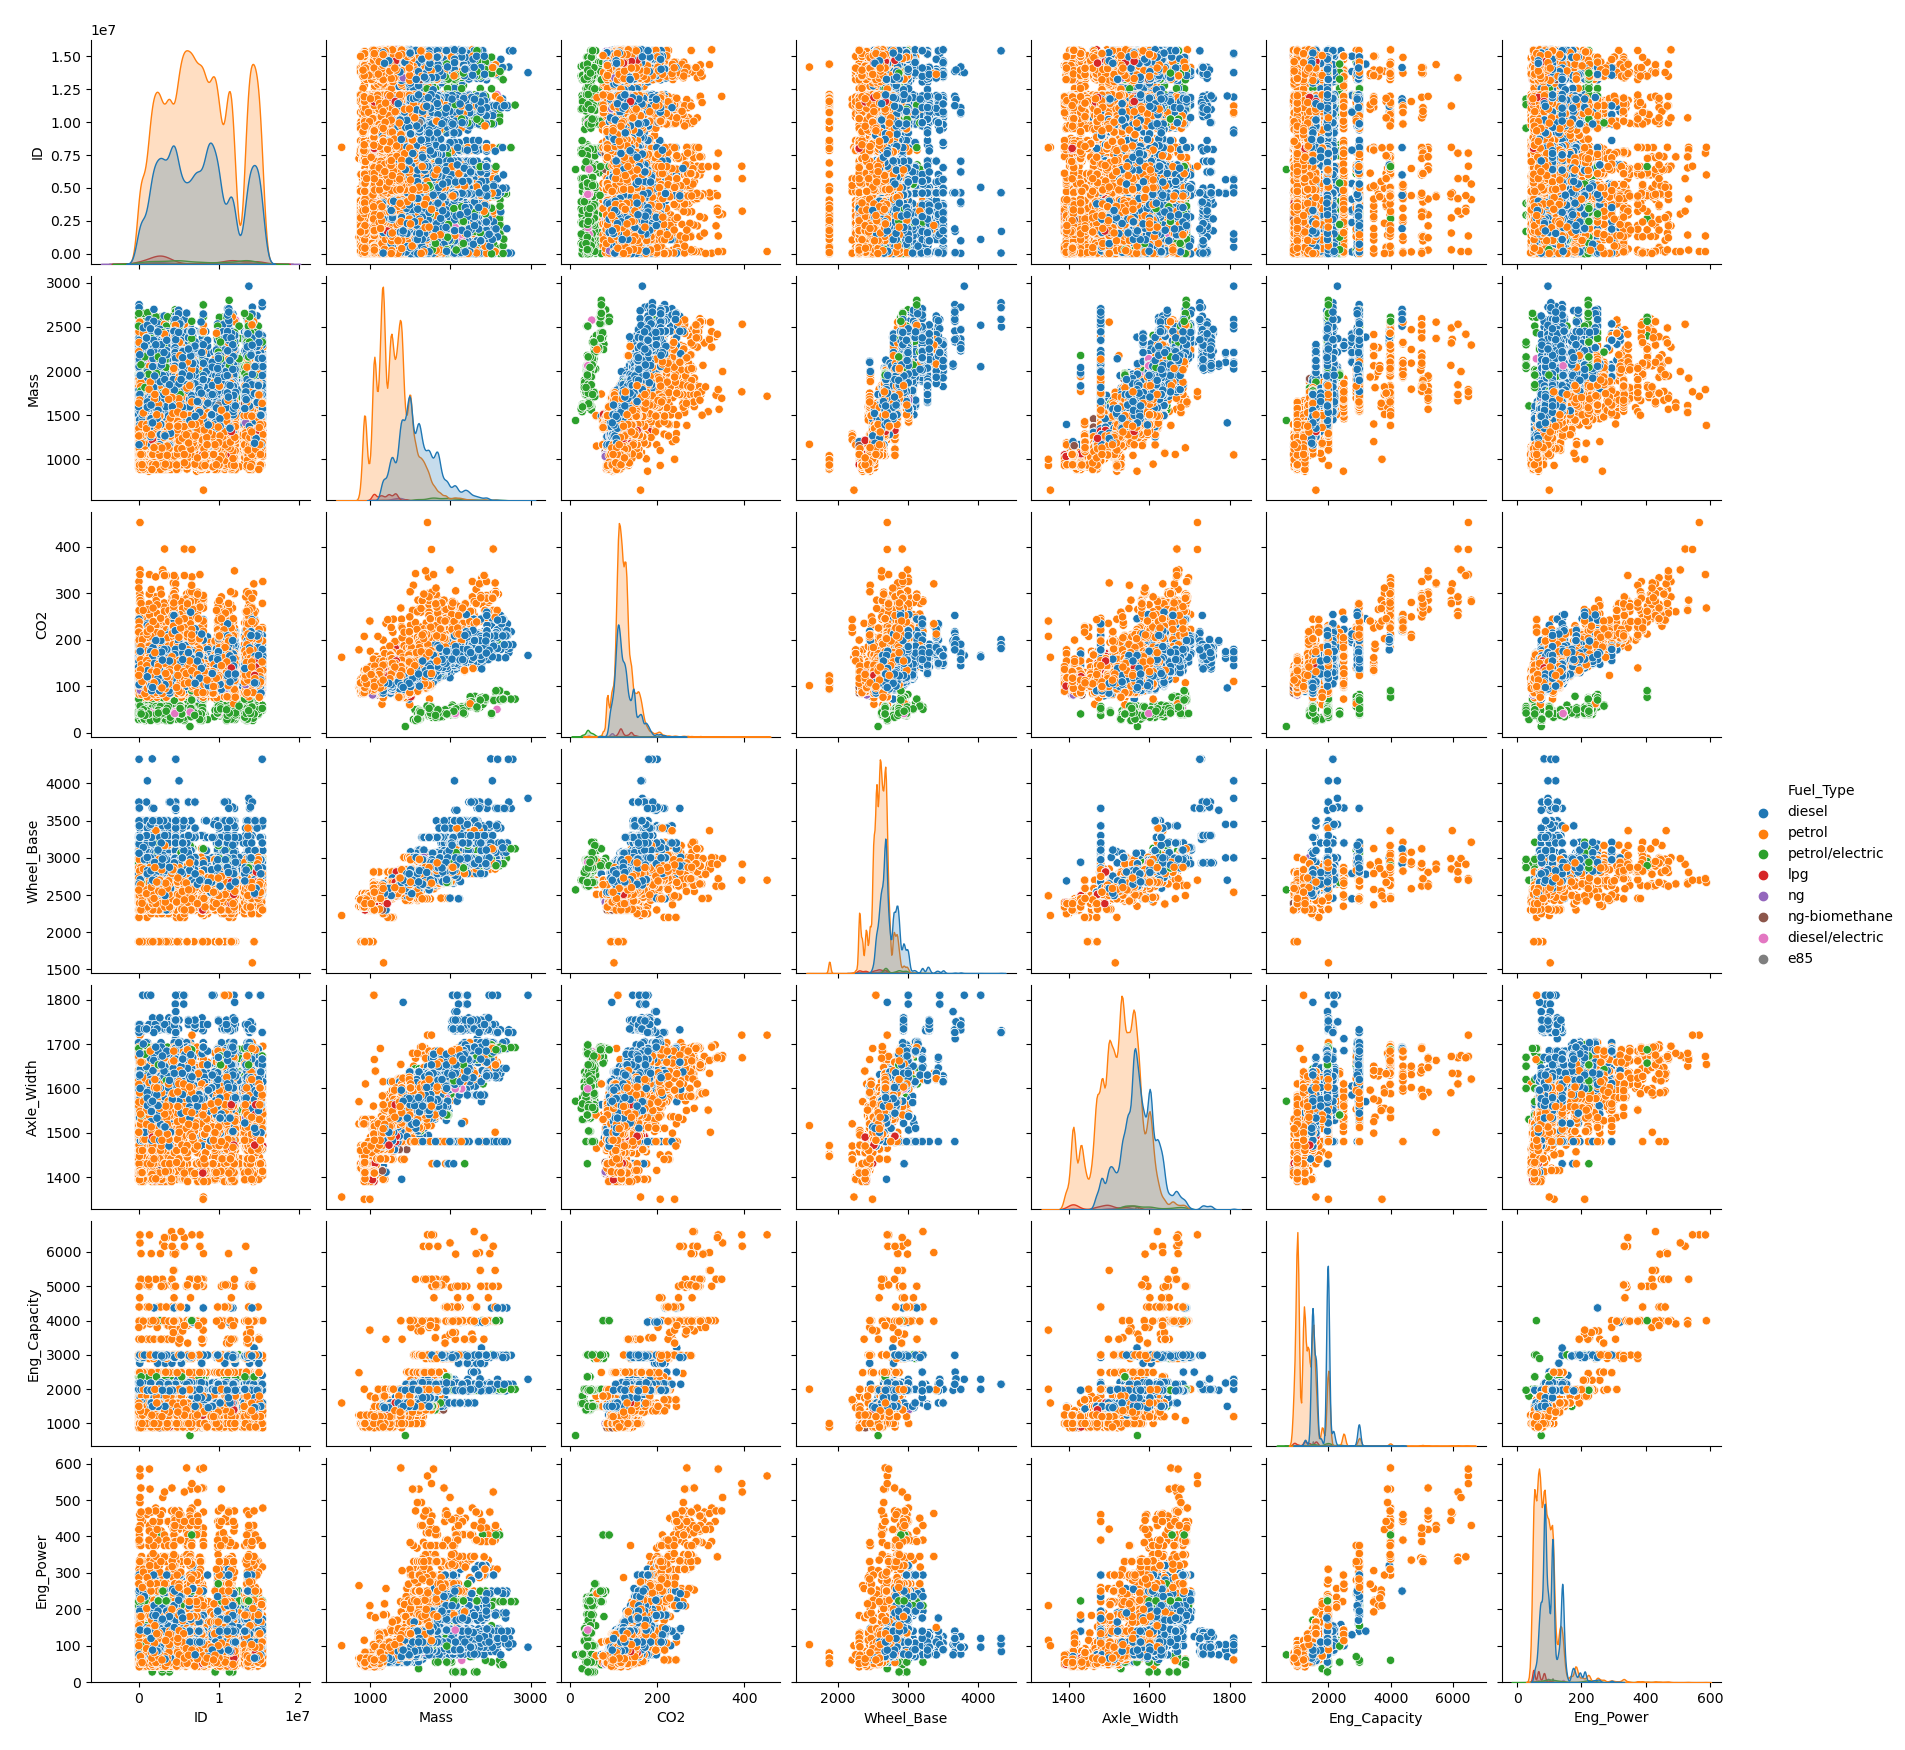 1e7
1.50
1.25
1.00
0.75
0.50
0.25
0.00
ID
3000
2500
2000
1500
1000
Mass
400
300
200
100
0
CO2
4000
3500
3000
2500
2000
1500
Wheel_Base
1800
1700
1600
1500
1400
Axle_Width
6000
5000
4000
3000
2000
1000
Eng_Capacity
600
500
400
300
200
100
0
Eng_Power
0 1 2
1e7
ID
1000 2000 3000
Mass
0 200 400
CO2
2000 3000 4000
Wheel_Base
1400 1600 1800
Axle_Width
2000 4000 6000
Eng_Capacity
0 200 400 600
Eng_Power
Fuel_Type
diesel
petrol
petrol/electric
lpg
ng
ng-biomethane
diesel/electric
e85